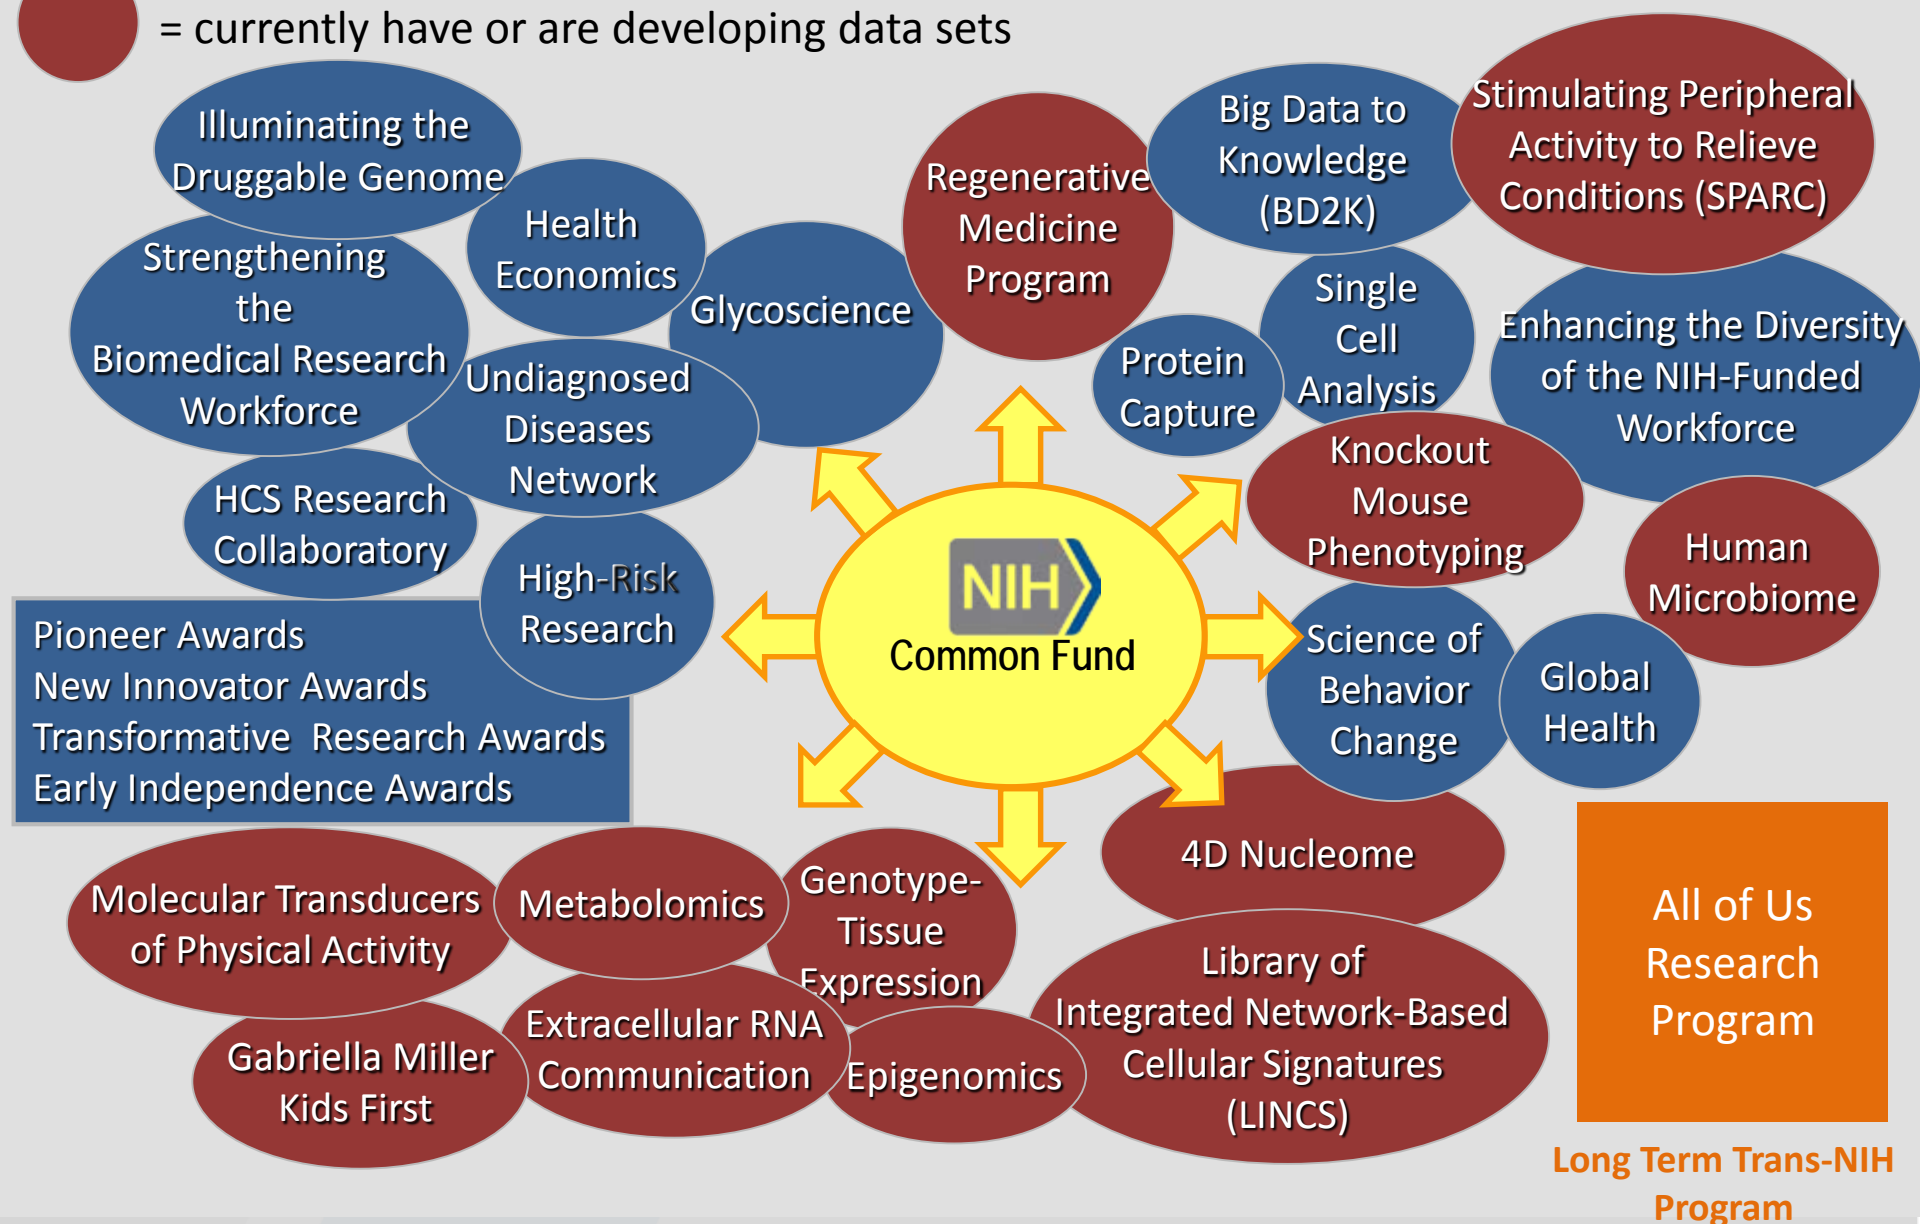 = currently have or are developing data sets
Illuminating the
Druggable Genome
Health
Economics
Strengthening
the
Biomedical Research
Workforce
Glycoscience
Undiagnosed
Diseases
Network
HCS Research
Collaboratory
High-Risk
Research
Pioneer Awards
New Innovator Awards
Transformative  Research Awards
Early Independence Awards
Regenerative
Medicine
Program
Big Data to
Knowledge
(BD2K)
Stimulating Peripheral
Activity to Relieve
Conditions (SPARC)
Protein
Capture
Single
Cell
Analysis
Enhancing the Diversity
of the NIH-Funded
Workforce
Knockout
Mouse
Phenotyping
Human
Microbiome
NIH
Common Fund
Science of
Behavior
Change
Global
Health
Molecular Transducers
of Physical Activity
Metabolomics
Genotype-
Tissue
Expression
4D Nucleome
Gabriella Miller
Kids First
Extracellular RNA
Communication
Epigenomics
Library of
Integrated Network-Based
Cellular Signatures
(LINCS)
All of Us
Research
Program
Long Term Trans-NIH
Program